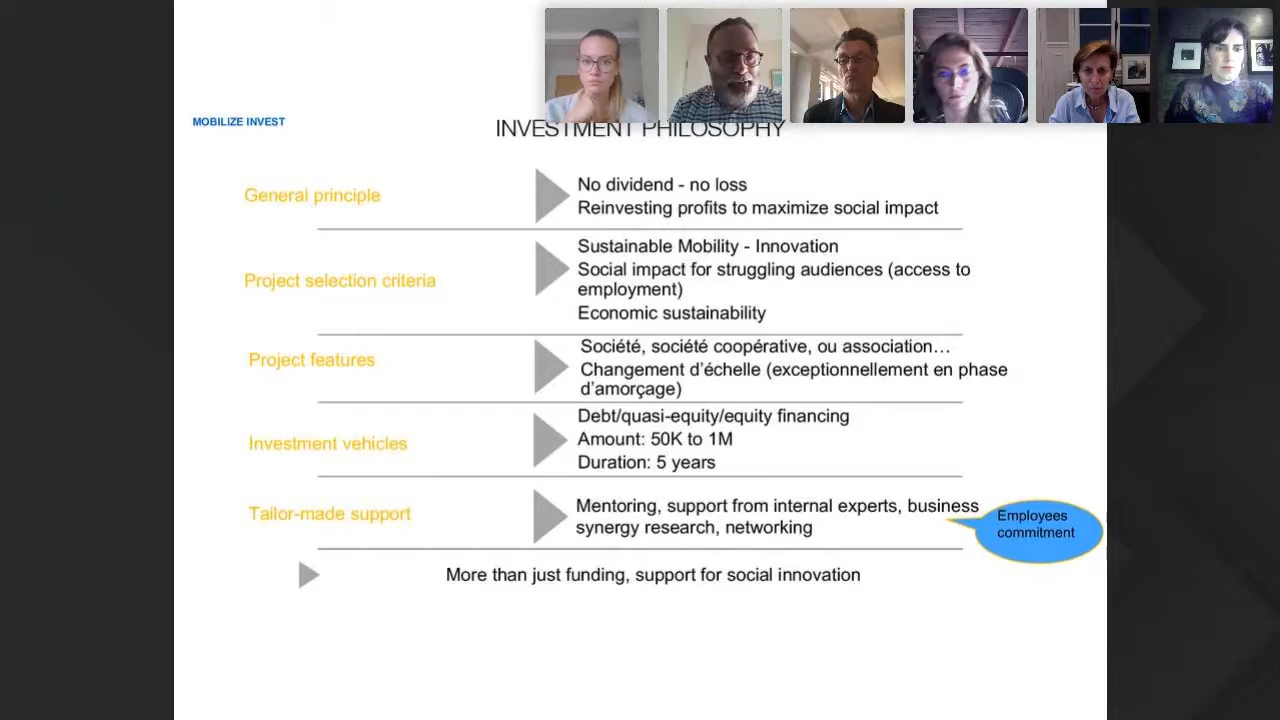 MOBILIZE INVEST
INVESTMENT PHILOSOPHY
General principle
No dividend - no loss
Reinvesting profits to maximize social impact
Project selection criteria
Sustainable Mobility - Innovation
Social impact for struggling audiences (access to
employment)
Economic sustainability
Project features
Société, société coopérative, ou association…
Changement d’échelle (exceptionnellement en phase
d’amorçage)
Investment vehicles
Debt/quasi-equity/equity financing
Amount: 50K to 1M
Duration: 5 years
Tailor-made support
Mentoring, support from internal experts, business
synergy research, networking
Employees
commitment
More than just funding, support for social innovation